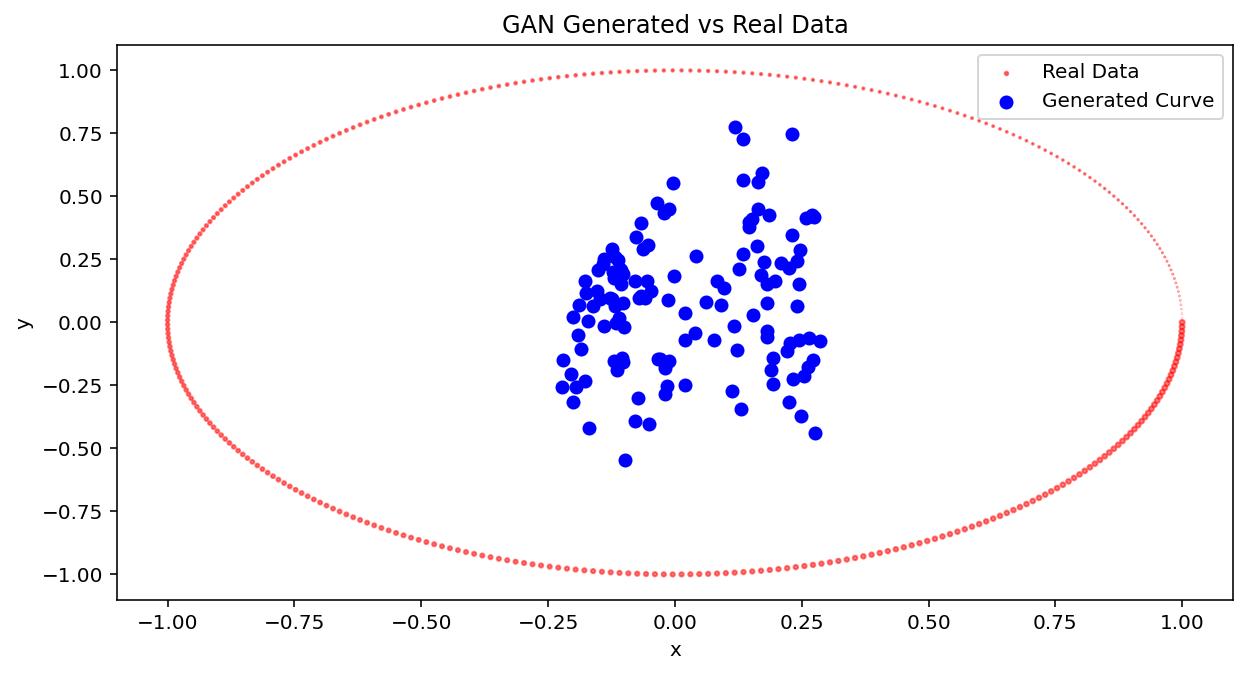 GAN Generated vs Real Data
Real Data
Generated Curve
1.00
0.75
0.50
0.25
0.00
−0.25
−0.50
−0.75
−1.00
y
−1.00 −0.75 −0.50 −0.25 0.00 0.25 0.50 0.75 1.00
x